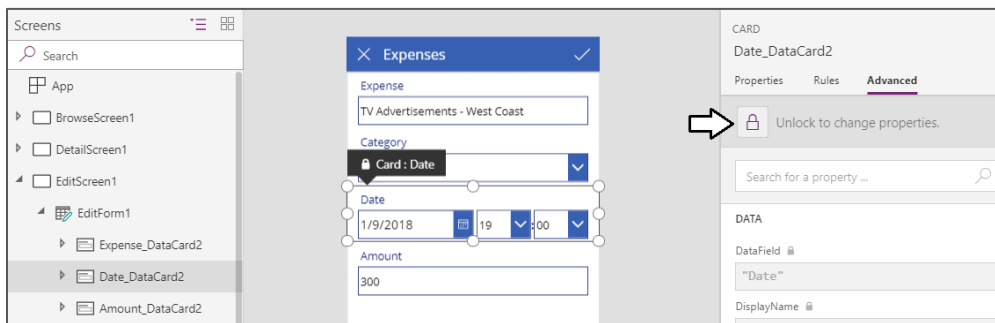 Screens
Search
App
BrowseScreen1
DetailScreen1
EditScreen1
EditForm1
Expense_DataCard2
Date_DataCard2
Amount_DataCard2
Expenses
Expense
TV Advertisements - West Coast
Category
Card : Date
Date
1/9/2018 19 :00
Amount
300
CARD
Date_DataCard2
Properties Rules Advanced
Unlock to change properties.
Search for a property ...
DATA
DataField
"Date"
DisplayName